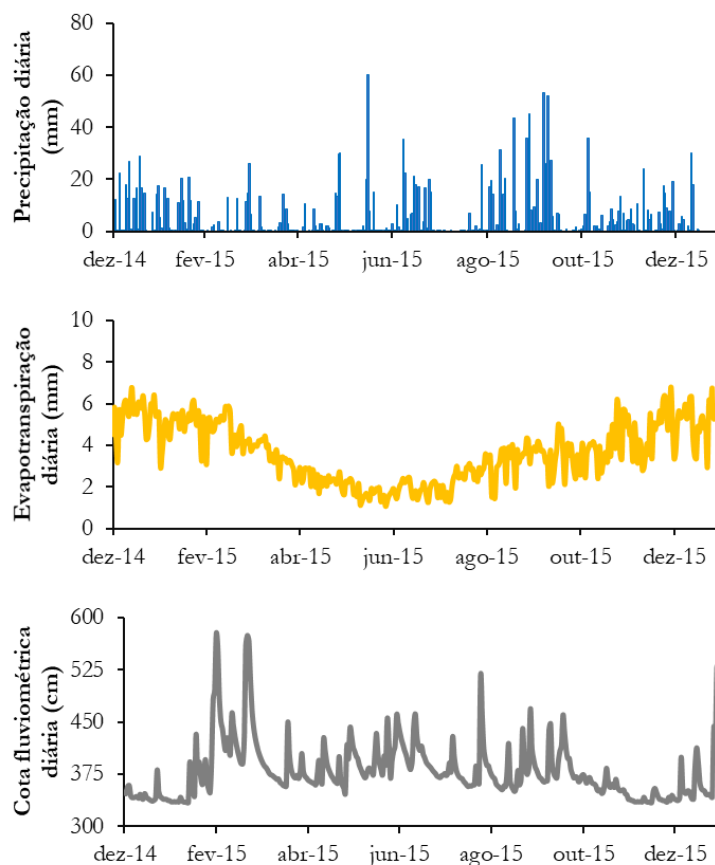 Precipitação diária
(mm)
80
60
40
20
0
dez-14 fev-15 abr-15 jun-15 ago-15 out-15 dez-15
Evapotranspiração
diária (mm)
10
8
6
4
2
0
dez-14 fev-15 abr-15 jun-15 ago-15 out-15 dez-15
Cota fluviométrica
diária (cm)
600
525
450
375
300
dez-14 fev-15 abr-15 jun-15 ago-15 out-15 dez-15